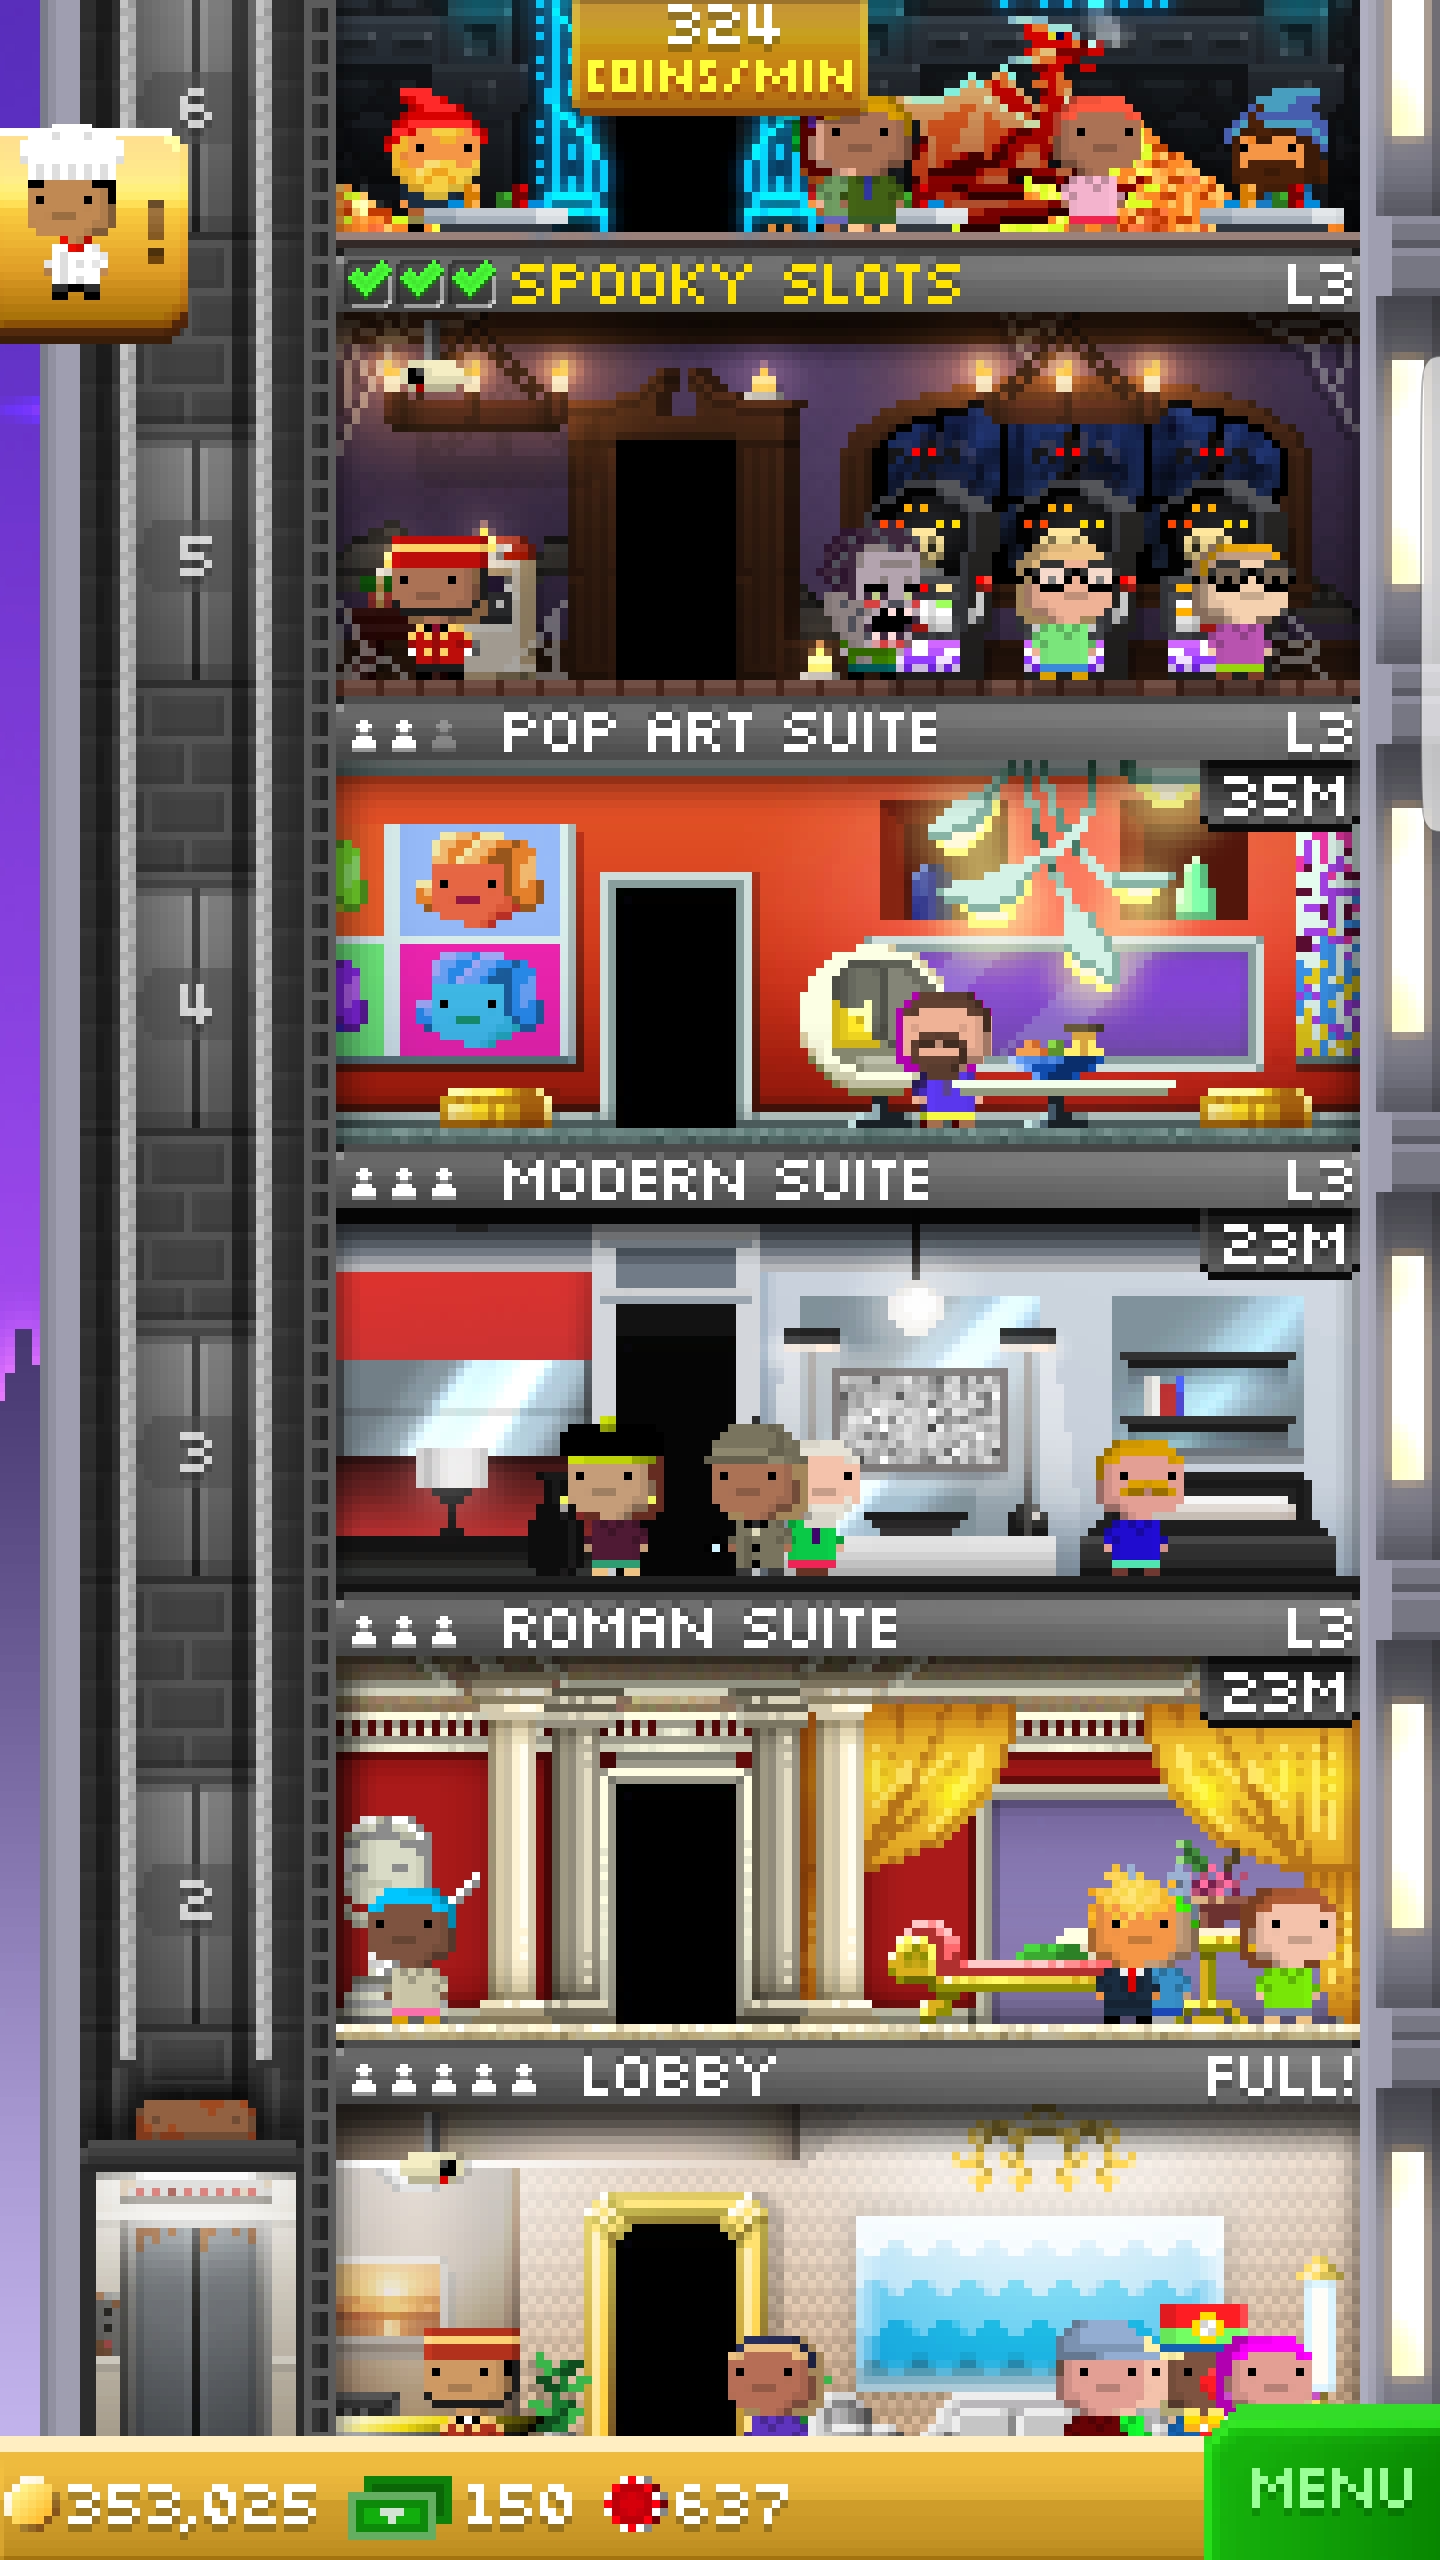 324
COINS/MIN
6
!
SPOOKY SLOTS L3
5
POP ART SUITE L3
35M
4
MODERN SUITE L3
23M
3
ROMAN SUITE L3
23M
2
LOBBY FULL!
353,025 150 637 MENU